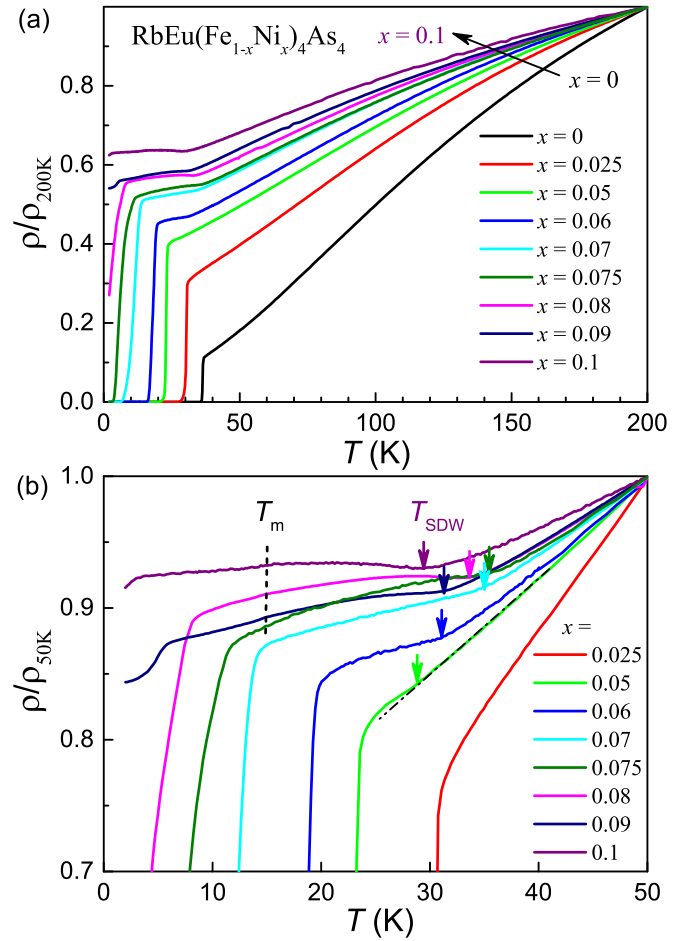 (a)
RbEu(Fe1-xNix)4As4
x = 0.1
x = 0
x = 0
x = 0.025
x = 0.05
x = 0.06
x = 0.07
x = 0.075
x = 0.08
x = 0.09
x = 0.1
ρ/ρ200K
0.8
0.6
0.4
0.2
0.0
0 50 100 150 200
T (K)
(b)
1.0
Tm
TSDW
0.9
ρ/ρ50K
0.8
0.7
x =
0.025
0.05
0.06
0.07
0.075
0.08
0.09
0.1
0 10 20 30 40 50
T (K)